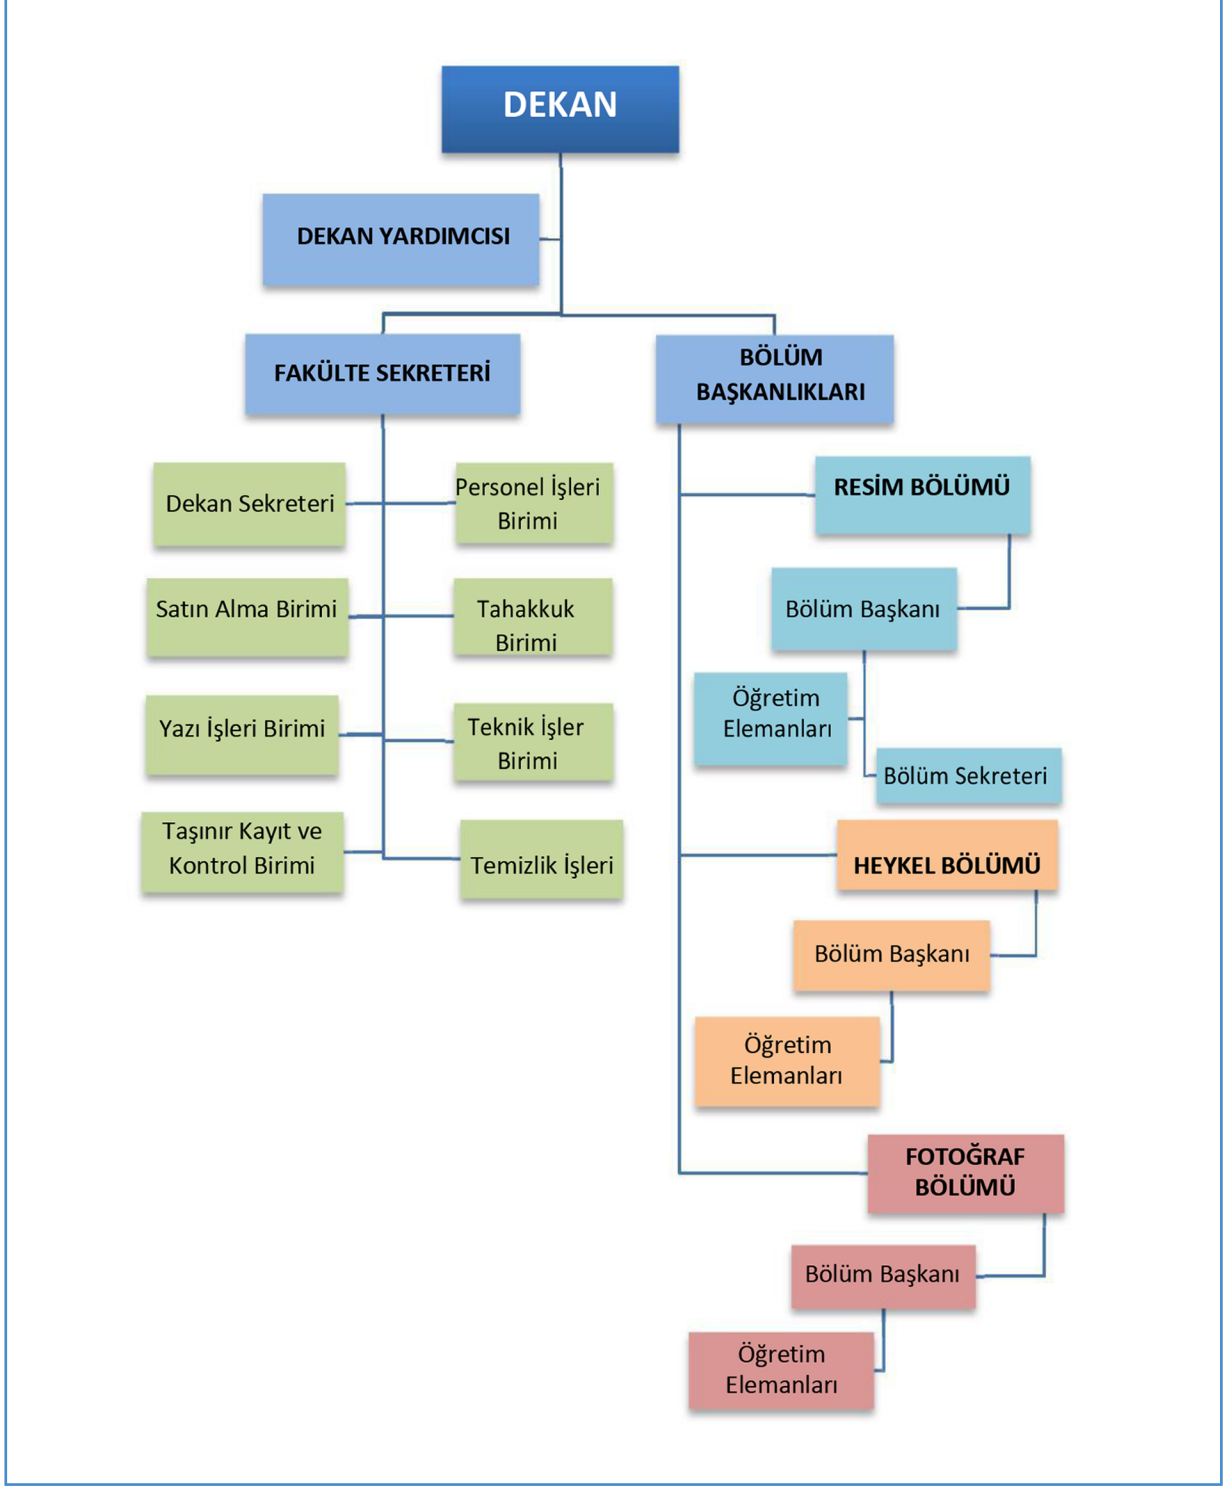 DEKAN
DEKAN YARDIMCISI
FAKÜLTE SEKRETERİ
BÖLÜM
BAŞKANLIKLARI
Dekan Sekreteri
Personel İşleri
Birimi
Satın Alma Birimi
Tahakkuk
Birimi
Yazı İşleri Birimi
Teknik İşler
Birimi
Taşınır Kayıt ve
Kontrol Birimi
Temizlik İşleri
RESİM BÖLÜMÜ
Bölüm Başkanı
Öğretim
Elemanları
Bölüm Sekreteri
HEYKEL BÖLÜMÜ
Bölüm Başkanı
Öğretim
Elemanları
FOTOĞRAF
BÖLÜMÜ
Bölüm Başkanı
Öğretim
Elemanları